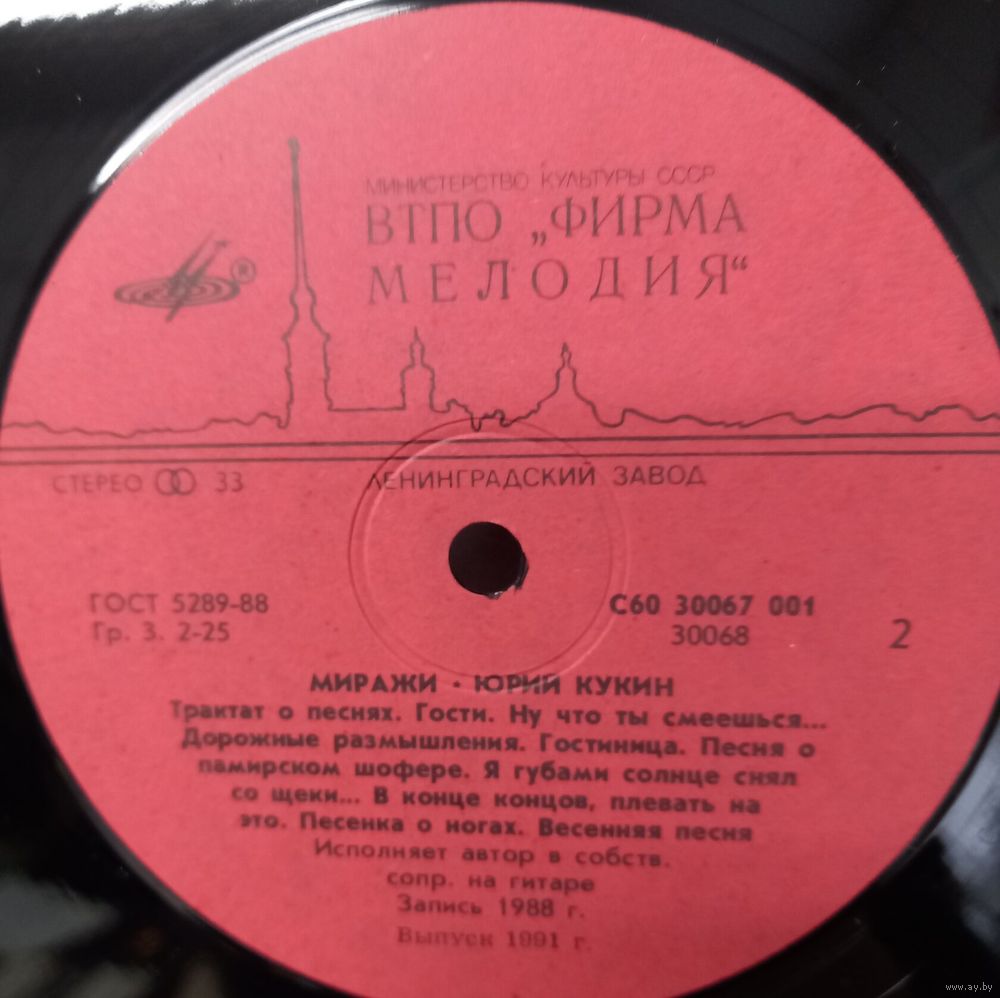 МИНИСТЕРСТВО КУЛЬТУРЫ СССР
ВТПО „ФИРМА
МЕЛОДИЯ“
®
СТЕРЕО 33
ЛЕНИНГРАДСКИЙ ЗАВОД
ГОСТ 5289-88
Гр. 3. 2-25
С60 30067 001
30068
2
МИРАЖИ · ЮРИЙ КУКИН
Трактат о песнях. Гости. Ну что ты смеешься...
Дорожные размышления. Гостиница. Песня о
памирском шофере. Я губами солнце снял
со щеки... В конце концов, плевать на
это. Песенка о ногах. Весенняя песня
Исполняет автор в собств.
сопр. на гитаре
Запись 1988 г.
Выпуск 1991 г.
www.ay.by